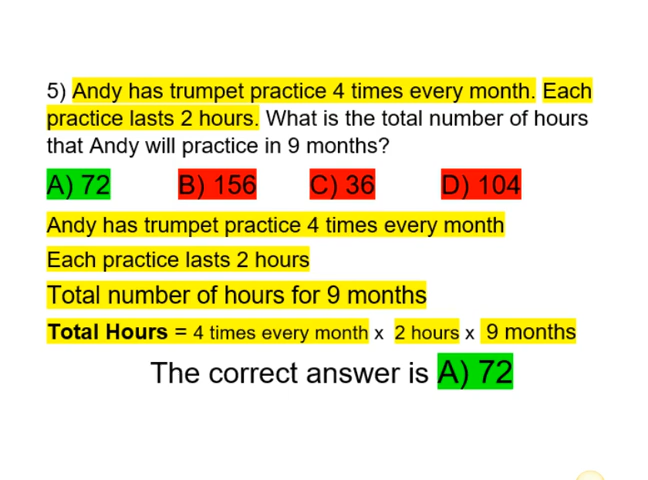 5) Andy has trumpet practice 4 times every month. Each
practice lasts 2 hours. What is the total number of hours
that Andy will practice in 9 months?
A) 72 B) 156 C) 36 D) 104
Andy has trumpet practice 4 times every month
Each practice lasts 2 hours
Total number of hours for 9 months
Total Hours = 4 times every month x 2 hours x 9 months
The correct answer is A) 72